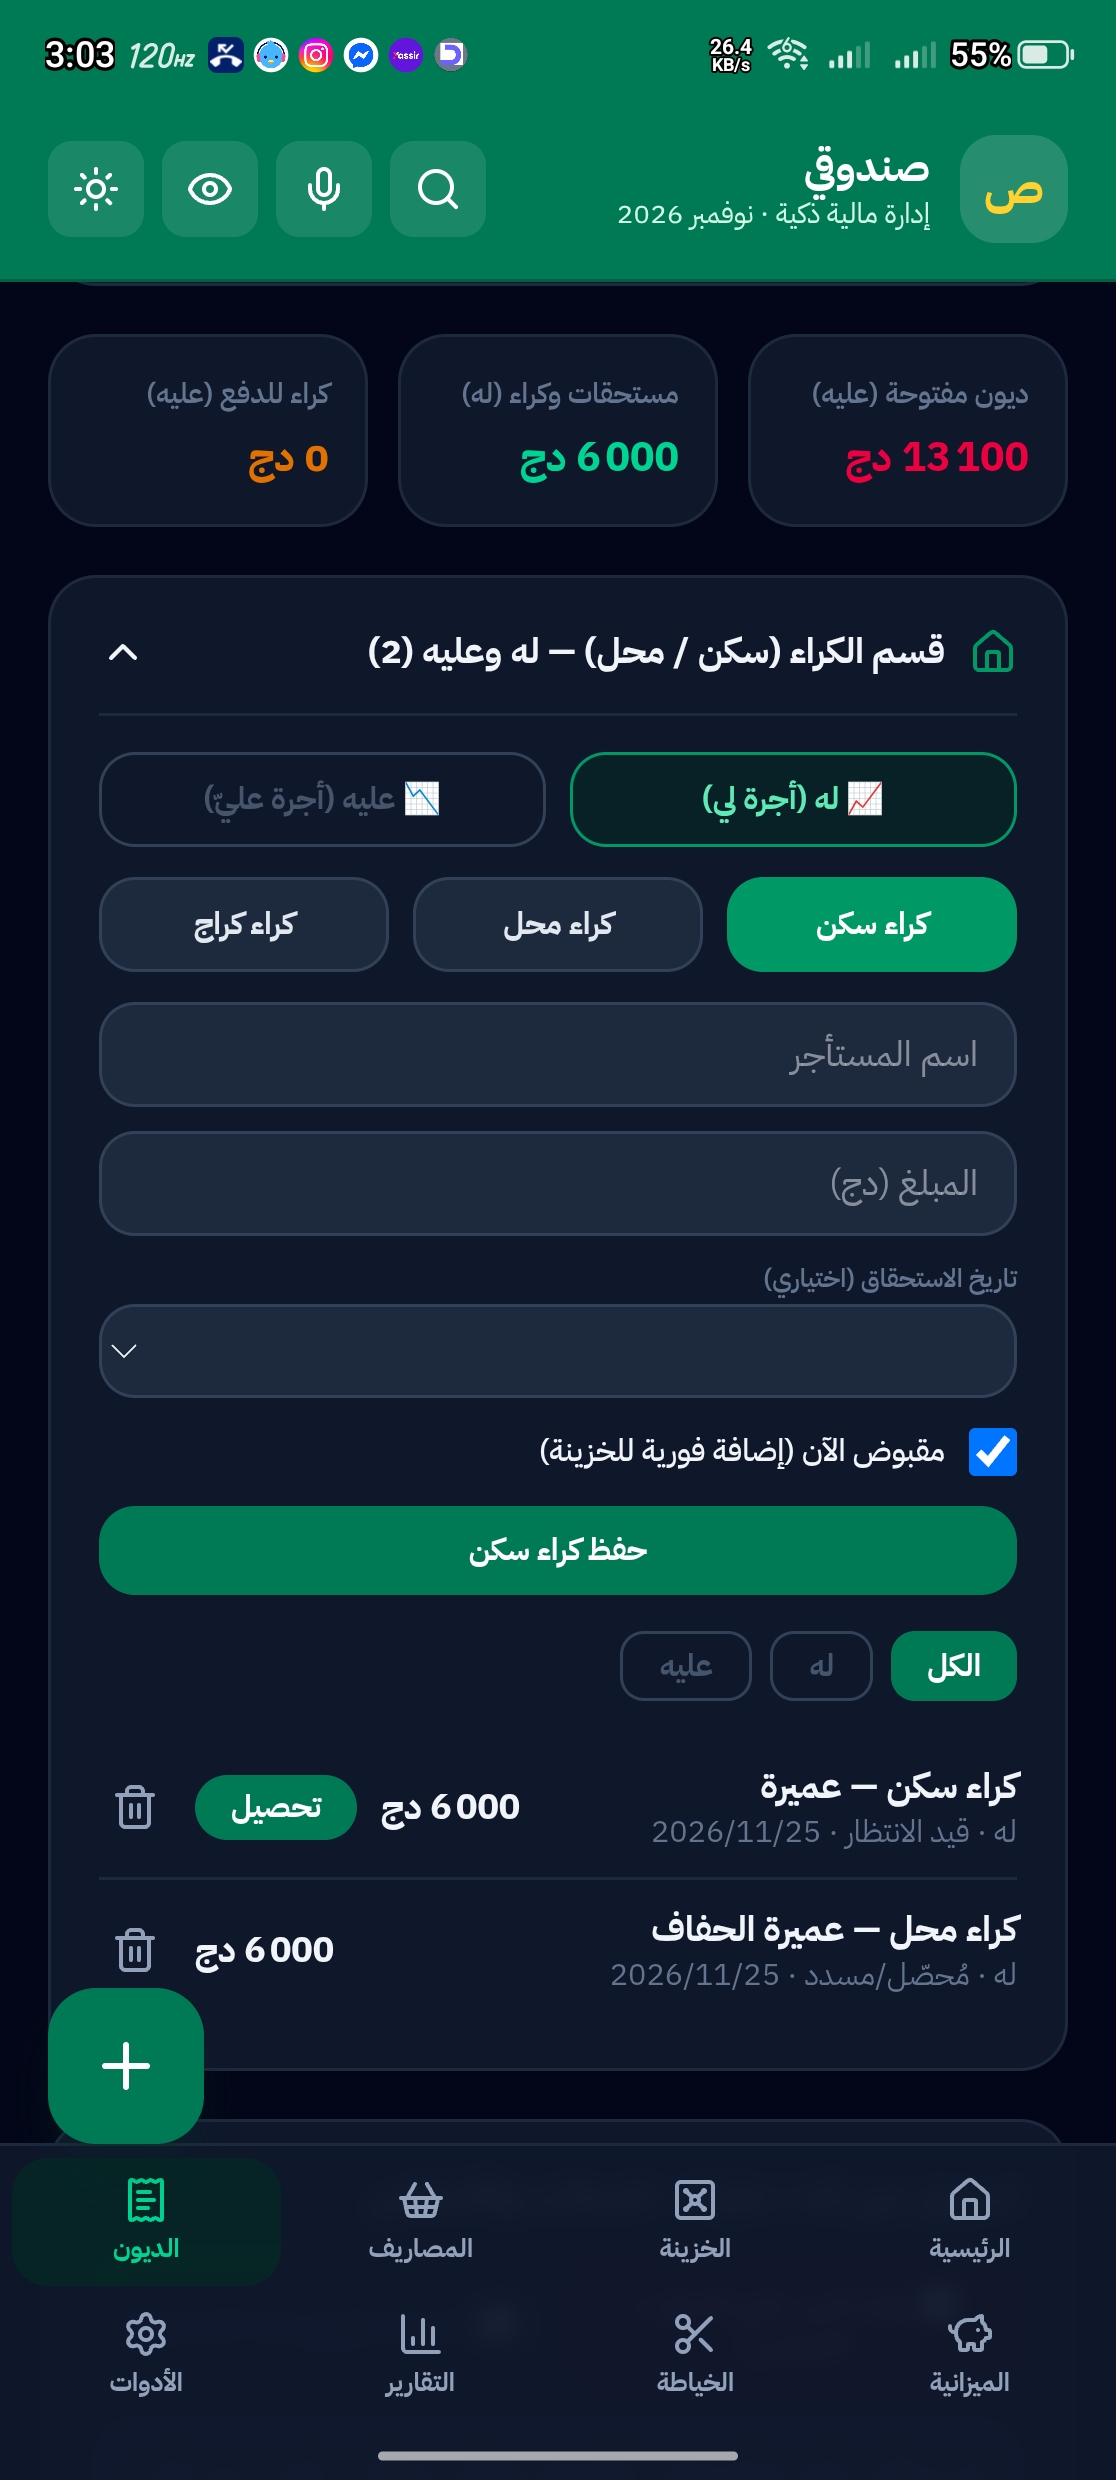 3:03 120HZ
Yassir
26.4 KB/s
6
55%
ص
صندوقي
إدارة مالية ذكية · نوفمبر 2026
ديون مفتوحة (عليه)
13 100 دج
مستحقات وكراء (له)
6 000 دج
كراء للدفع (عليه)
0 دج
قسم الكراء (سكن / محل) — له وعليه (2)
له (أجرة لي)
عليه (أجرة عليّ)
كراء سكن
كراء محل
كراء كراج
اسم المستأجر
المبلغ (دج)
تاريخ الاستحقاق (اختياري)
مقبوض الآن (إضافة فورية للخزينة)
حفظ كراء سكن
الكل
له
عليه
كراء سكن — عميرة
له · قيد الانتظار · 2026/11/25
6 000 دج
تحصيل
كراء محل — عميرة الحفاف
له · مُحصّل/مسدد · 2026/11/25
6 000 دج
الرئيسية
الخزينة
المصاريف
الديون
الميزانية
الخياطة
التقارير
الأدوات